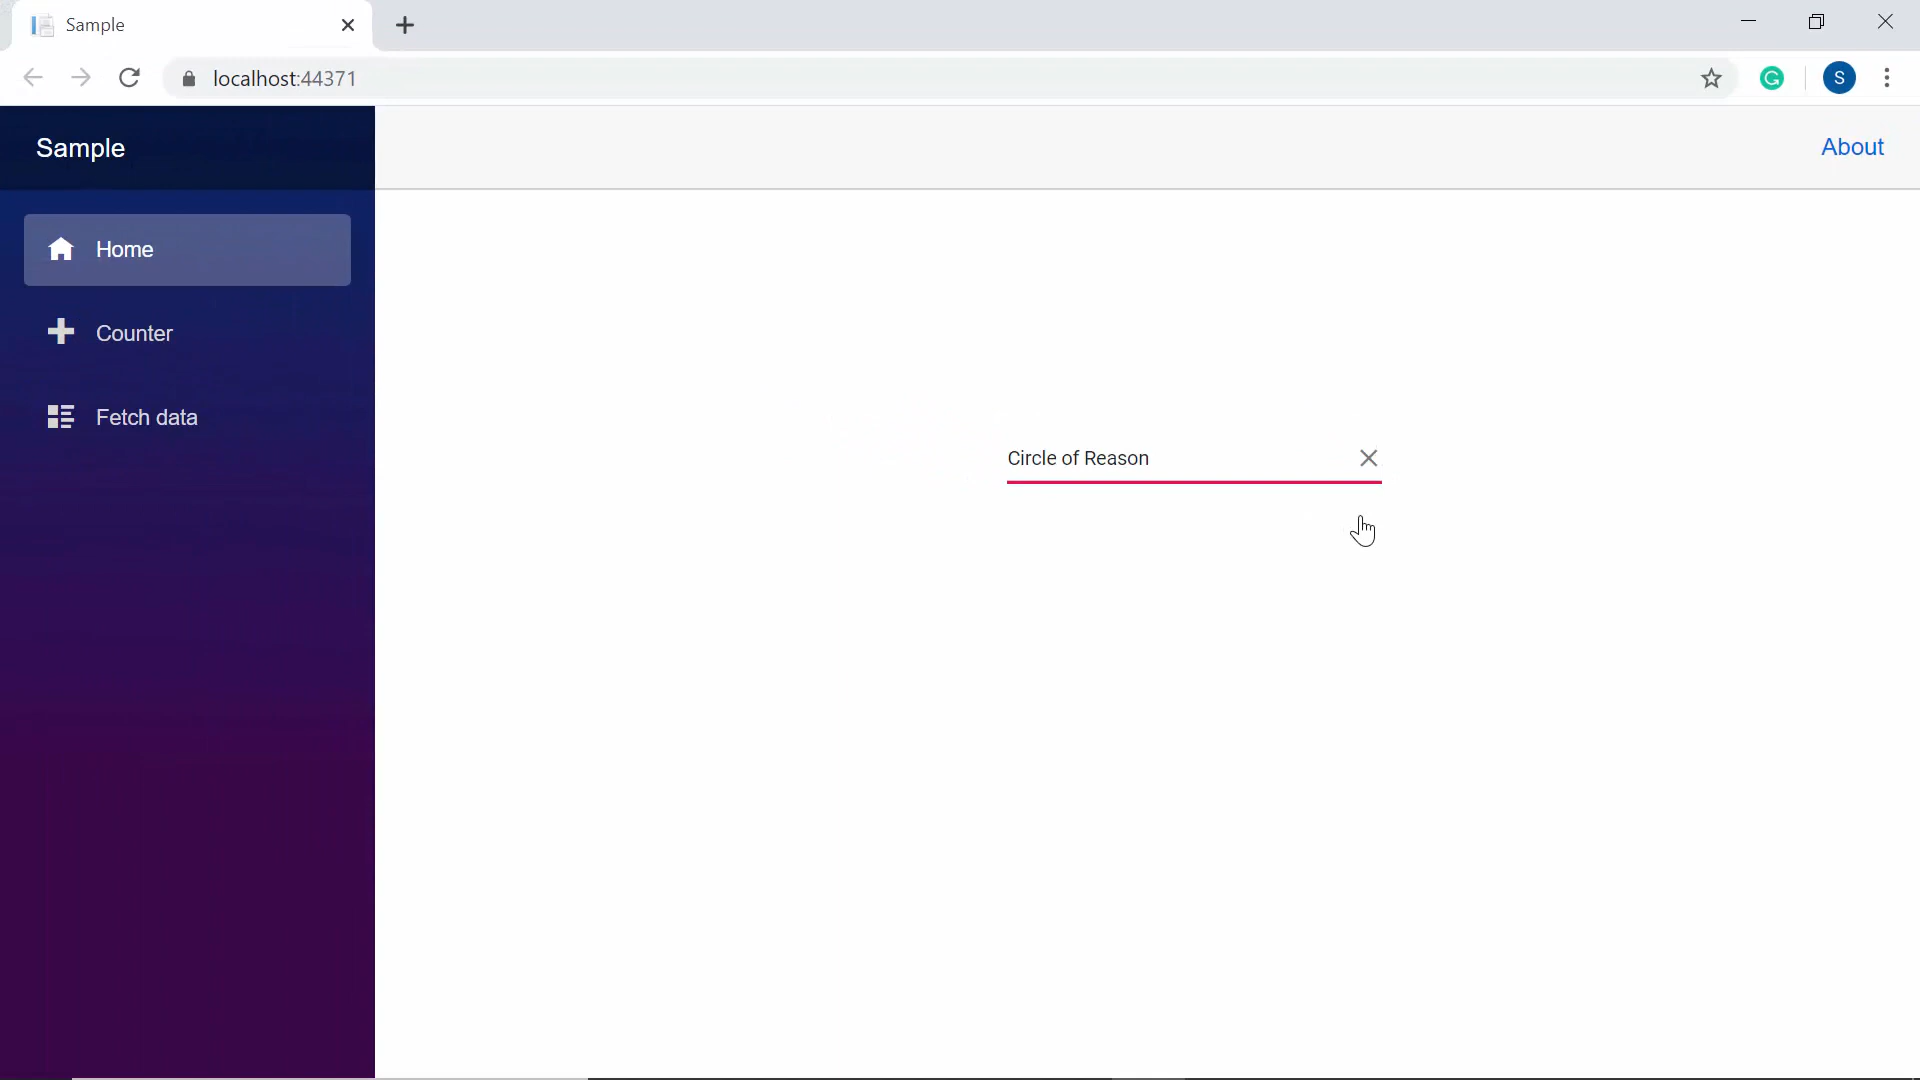 Sample
localhost:44371
S
Sample
About
Home
Counter
Fetch data
Circle of Reason